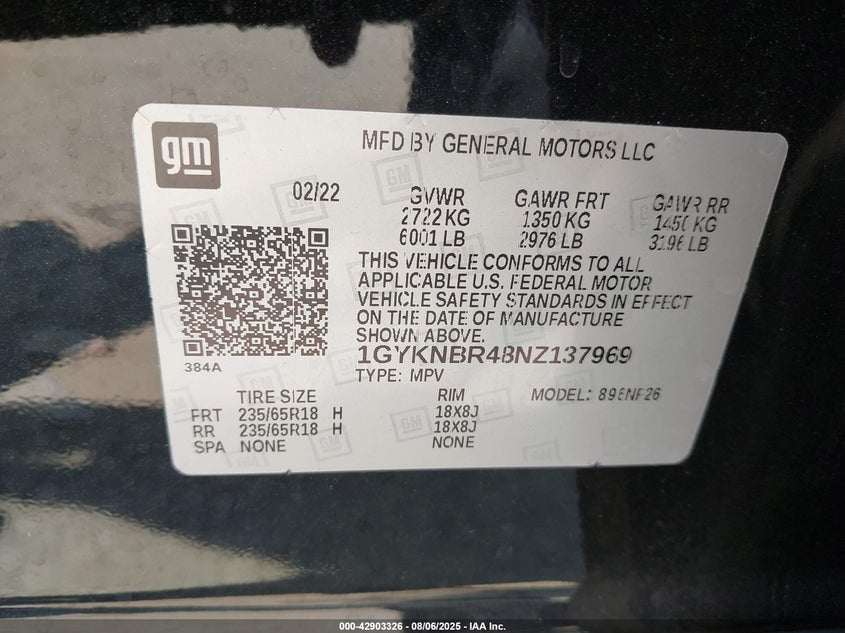 gm
MFD BY GENERAL MOTORS LLC
02/22
GVWR GAWR FRT GAWR RR
2722 KG 1350 KG 1450 KG
6001 LB 2976 LB 3196 LB
THIS VEHICLE CONFORMS TO ALL
APPLICABLE U.S. FEDERAL MOTOR
VEHICLE SAFETY STANDARDS IN EFFECT
ON THE DATE OF MANUFACTURE
SHOWN ABOVE.
384A
1GYKNBR48NZ137969
TYPE: MPV
TIRE SIZE RIM MODEL:
FRT 235/65R18 H 18X8J
RR 235/65R18 H 18X8J
SPA NONE NONE
000-42903326 - 08/06/2025 - IAA Inc.